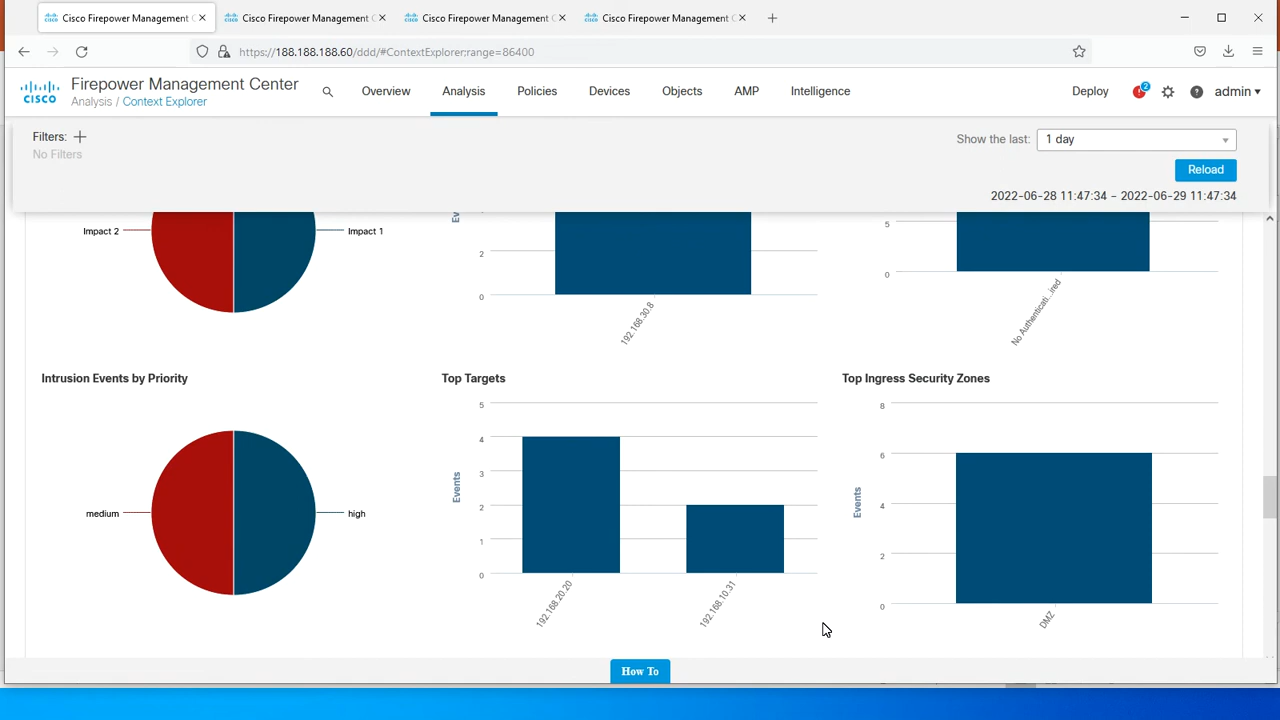 Cisco Firepower Management C
Cisco Firepower Management C
Cisco Firepower Management C
Cisco Firepower Management C
https://188.188.188.60/ddd/#ContextExplorer;range=86400
CISCO
Firepower Management Center
Analysis / Context Explorer
Overview
Analysis
Policies
Devices
Objects
AMP
Intelligence
Deploy
2
admin
Filters:
No Filters
Show the last:
1 day
Reload
2022-06-28 11:47:34 - 2022-06-29 11:47:34
Impact 2
Impact 1
Ev
2
0
192.168.30.8
5
0
No Authenticati...ired
Intrusion Events by Priority
medium
high
Top Targets
Events
5
4
3
2
1
0
192.168.20.20
192.168.10.31
Top Ingress Security Zones
Events
8
6
4
2
0
DMZ
How To